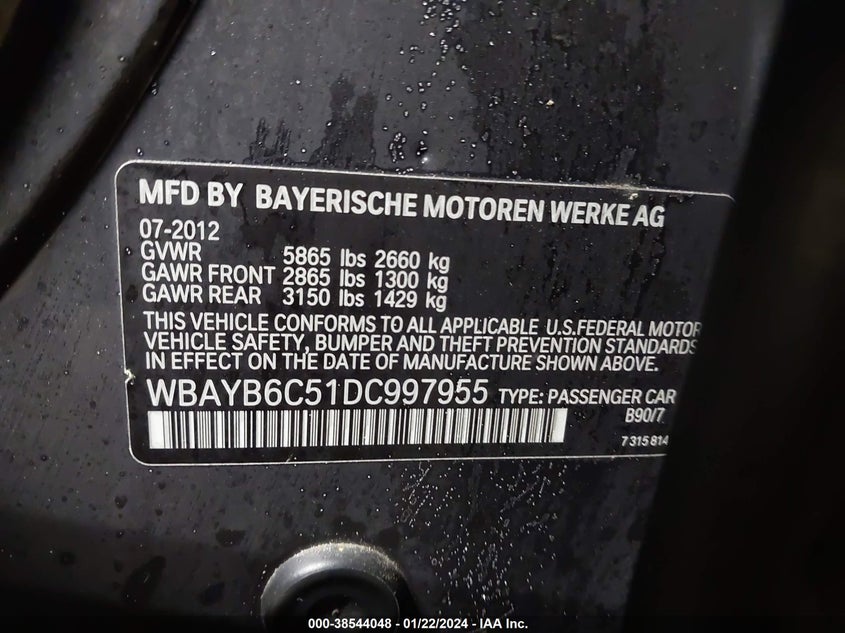 MFD BY BAYERISCHE MOTOREN WERKE AG
07-2012
GVWR 5865 lbs 2660 kg
GAWR FRONT 2865 lbs 1300 kg
GAWR REAR 3150 lbs 1429 kg
THIS VEHICLE CONFORMS TO ALL APPLICABLE U.S.FEDERAL MOTOR
VEHICLE SAFETY, BUMPER AND THEFT PREVENTION STANDARDS
IN EFFECT ON THE DATE OF MANUFACTURE SHOWN ABOVE.
WBAYB6C51DC997955 TYPE: PASSENGER CAR
B90/7
7 315 814
000-38544048 - 01/22/2024 - IAA Inc.